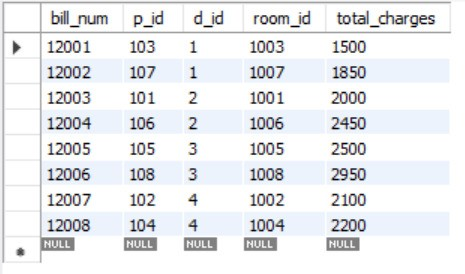 bill_num p_id d_id room_id total_charges
12001 103 1 1003 1500
12002 107 1 1007 1850
12003 101 2 1001 2000
12004 106 2 1006 2450
12005 105 3 1005 2500
12006 108 3 1008 2950
12007 102 4 1002 2100
12008 104 4 1004 2200
NULL NULL NULL NULL NULL